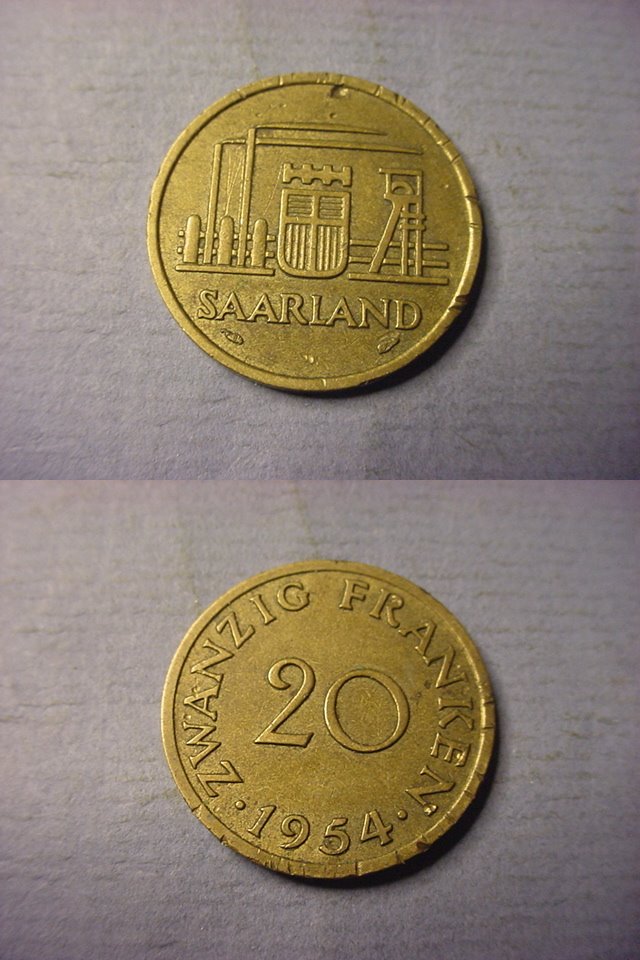 SAARLAND
ZWANZIG FRANKEN
20
· 1954 ·